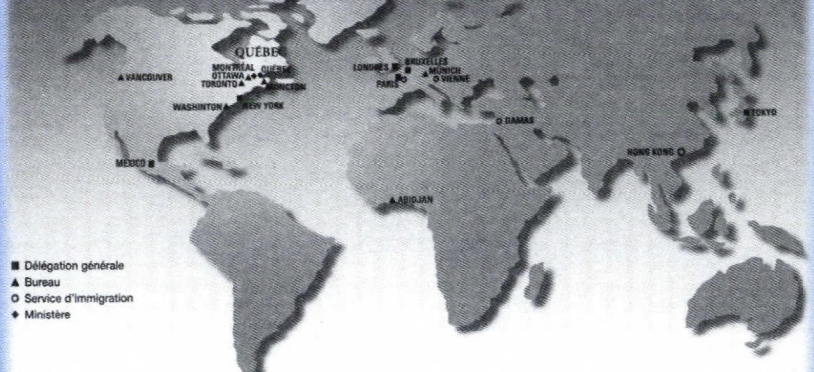 QUÉBEC
MONTRÉAL QUÉBEC
OTTAWA
TORONTO MONCTON
VANCOUVER
WASHINTON NEW YORK
MEXICO
LONDRES BRUXELLES
MUNICH
PARIS VIENNE
DAMAS
TOKYO
HONG KONG
ABIDJAN
Délégation générale
Bureau
Service d'immigration
Ministère